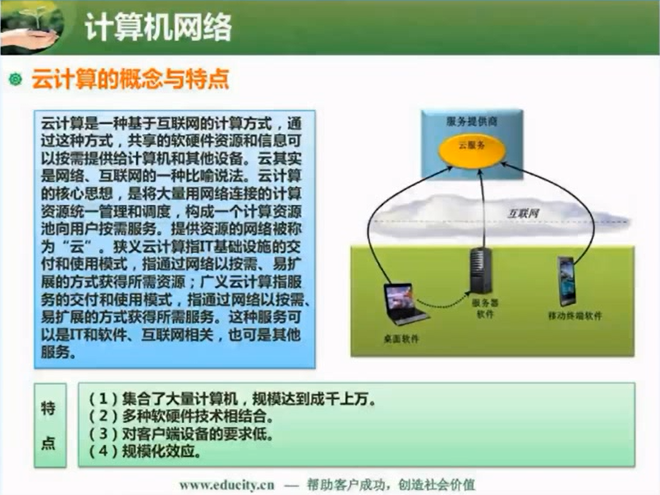 计算机网络
云计算的概念与特点
云计算是一种基于互联网的计算方式，通
过这种方式，共享的软硬件资源和信息可
以按需提供给计算机和其他设备。云其实
是网络、互联网的一种比喻说法。云计算
的核心思想，是将大量用网络连接的计算
资源统一管理和调度，构成一个计算资源
池向用户按需服务。提供资源的网络被称
为“云”。狭义云计算指IT基础设施的交
付和使用模式，指通过网络以按需、易扩
展的方式获得所需资源；广义云计算指服
务的交付和使用模式，指通过网络以按需、
易扩展的方式获得所需服务。这种服务可
以是IT和软件、互联网相关，也可是其他
服务。
服务提供商
云服务
互联网
服务器
软件
桌面软件
移动终端软件
特
点
（1）集合了大量计算机，规模达到成千上万。
（2）多种软硬件技术相结合。
（3）对客户端设备的要求低。
（4）规模化效应。
www.educity.cn — 帮助客户成功，创造社会价值